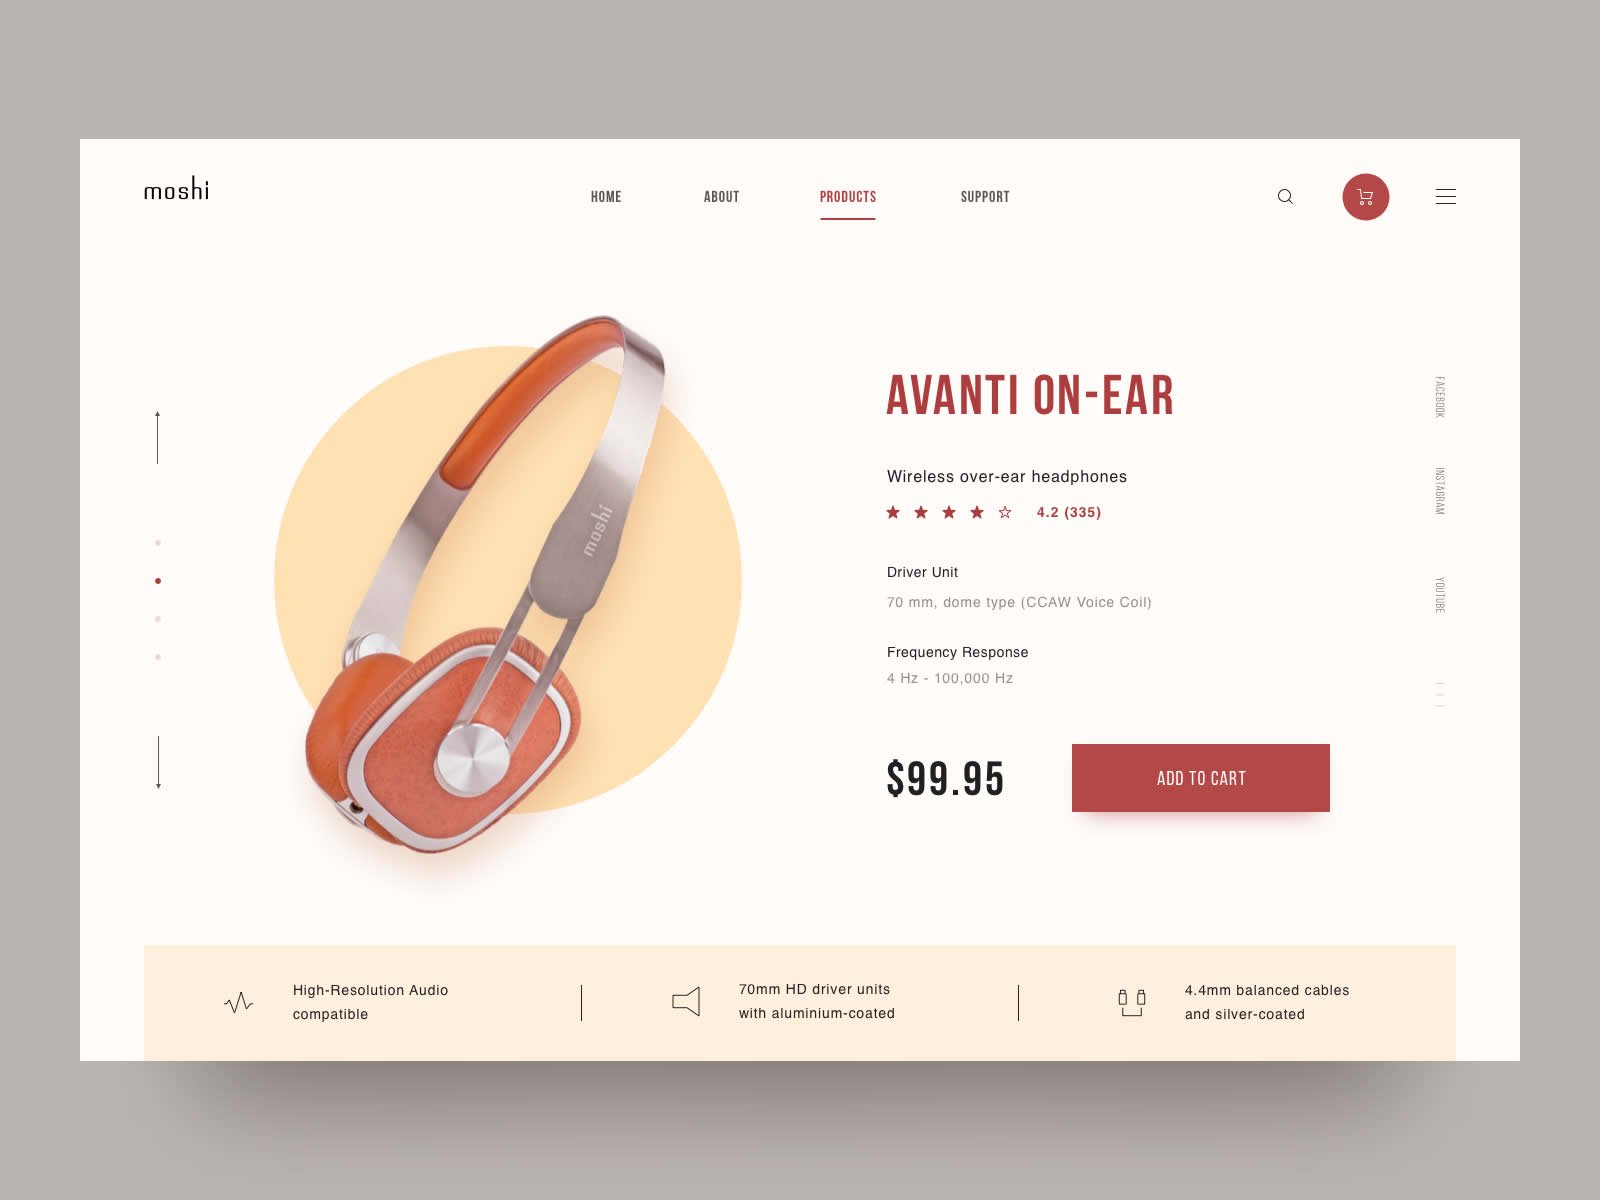 moshi
HOME
ABOUT
PRODUCTS
SUPPORT
moshi
AVANTI ON-EAR
Wireless over-ear headphones
4.2 (335)
Driver Unit
70 mm, dome type (CCAW Voice Coil)
Frequency Response
4 Hz - 100,000 Hz
$99.95
ADD TO CART
FACEBOOK
INSTAGRAM
YOUTUBE
High-Resolution Audio
compatible
70mm HD driver units
with aluminium-coated
4.4mm balanced cables
and silver-coated